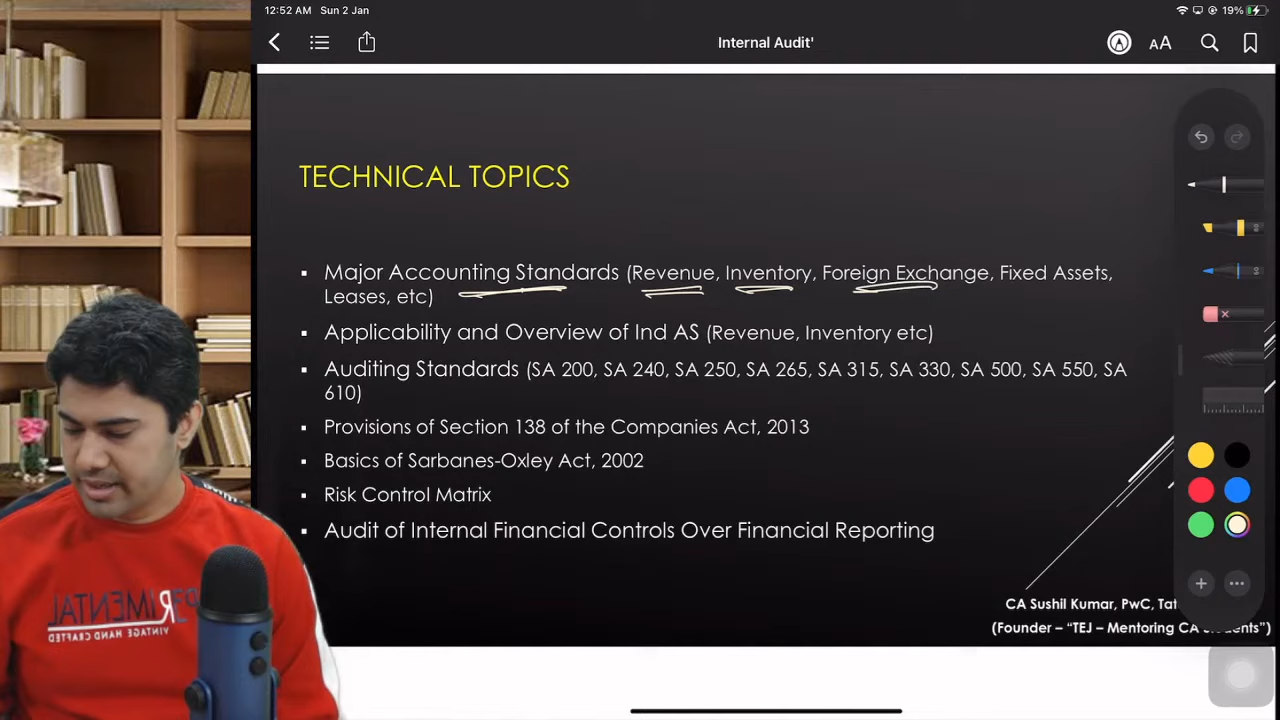 12:52 AM Sun 2 Jan
19%
Internal Audit'
AA
TECHNICAL TOPICS
▪ Major Accounting Standards (Revenue, Inventory, Foreign Exchange, Fixed Assets,
Leases, etc)
▪ Applicability and Overview of Ind AS (Revenue, Inventory etc)
▪ Auditing Standards (SA 200, SA 240, SA 250, SA 265, SA 315, SA 330, SA 500, SA 550, SA
610)
▪ Provisions of Section 138 of the Companies Act, 2013
▪ Basics of Sarbanes-Oxley Act, 2002
▪ Risk Control Matrix
▪ Audit of Internal Financial Controls Over Financial Reporting
CA Sushil Kumar, PwC,
(Founder – “TEJ – Mentoring CA Students”)
VINTAGE HAND CRAFTED